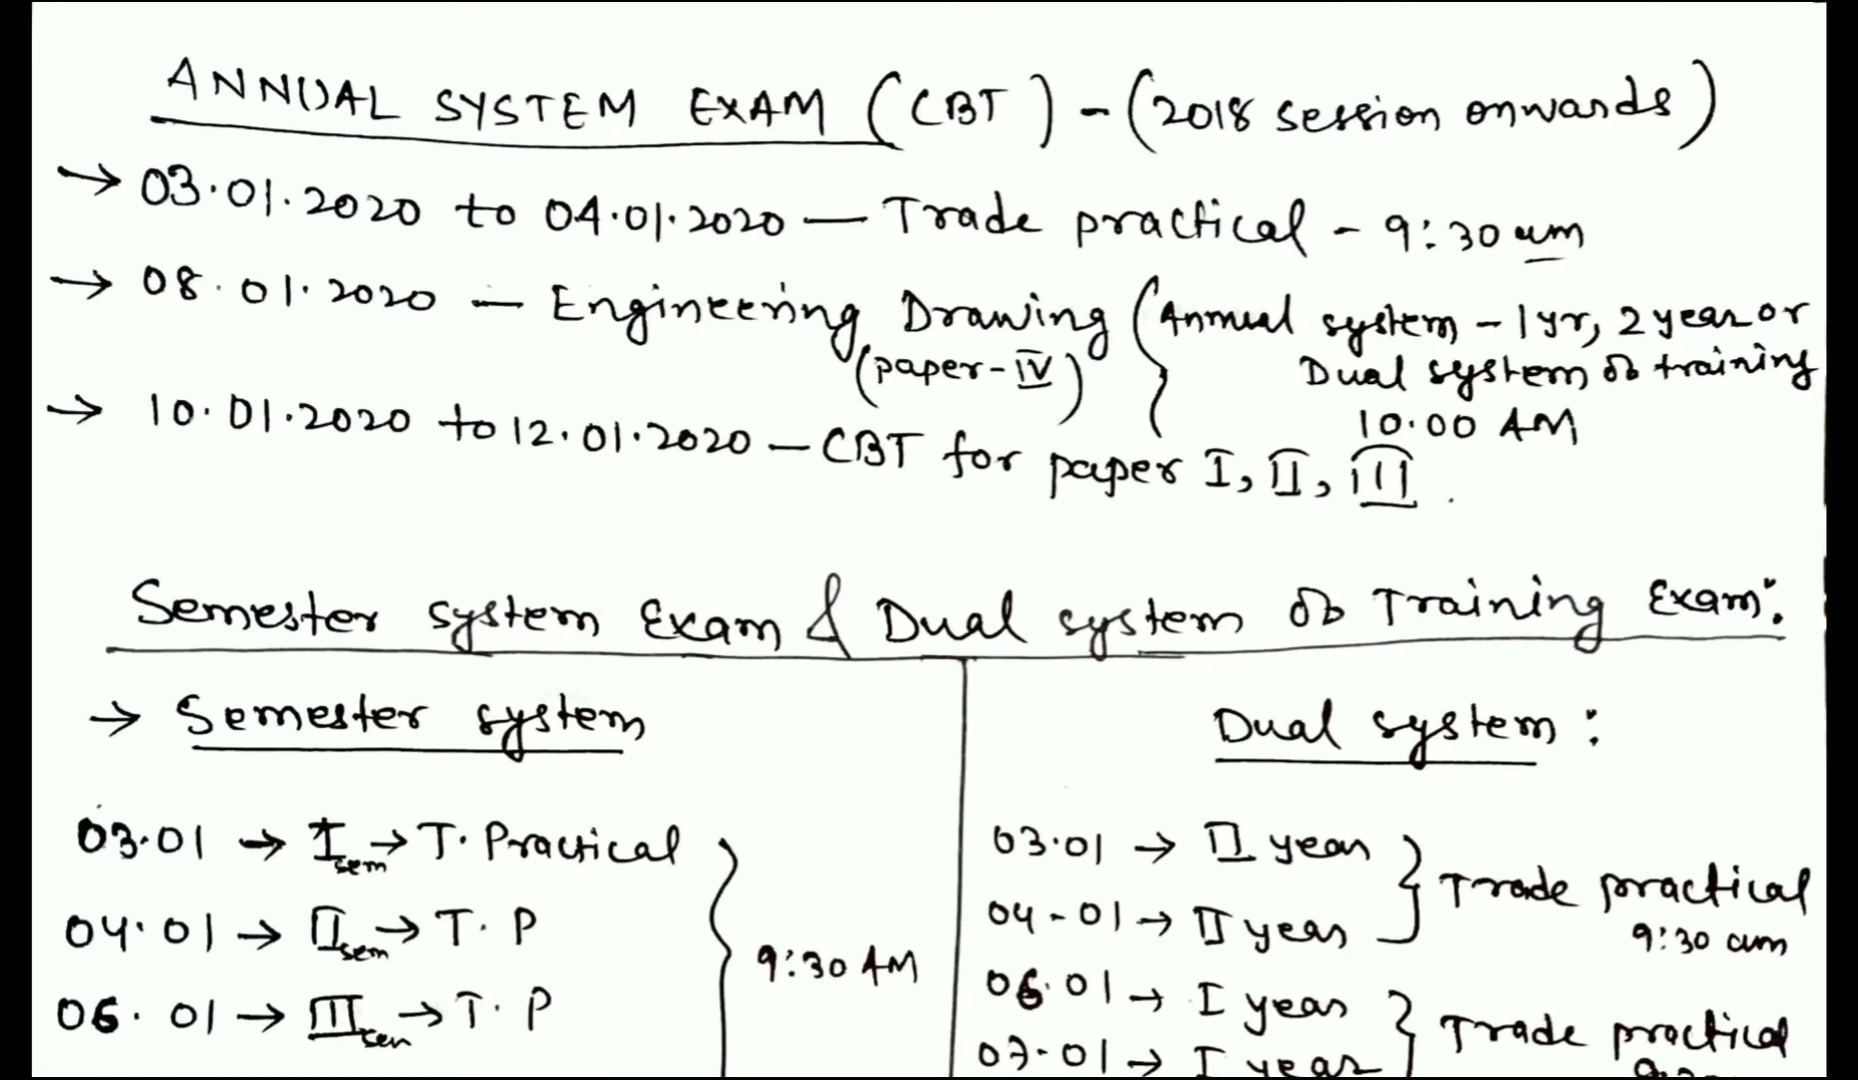 ANNUAL SYSTEM EXAM (CBT) - (2018 session onwards)
→ 03.01.2020 to 04.01.2020 — Trade practical - 9:30 am
→ 08.01.2020 — Engineering Drawing (Annual system - 1yr, 2 year or
(paper-IV) Dual system of training
10.00 AM
→ 10.01.2020 to 12.01.2020 — CBT for paper I, II, III.
Semester system Exam & Dual system of Training Exam:
→ Semester system
03.01 → I sem → T. Practical
04.01 → II sem → T. P
06.01 → III sem → T. P
9:30 AM
Dual system:
03.01 → II year
04-01 → II year
Trade practical
9:30 am
06.01 → I year
07-01 → I year
Trade practical